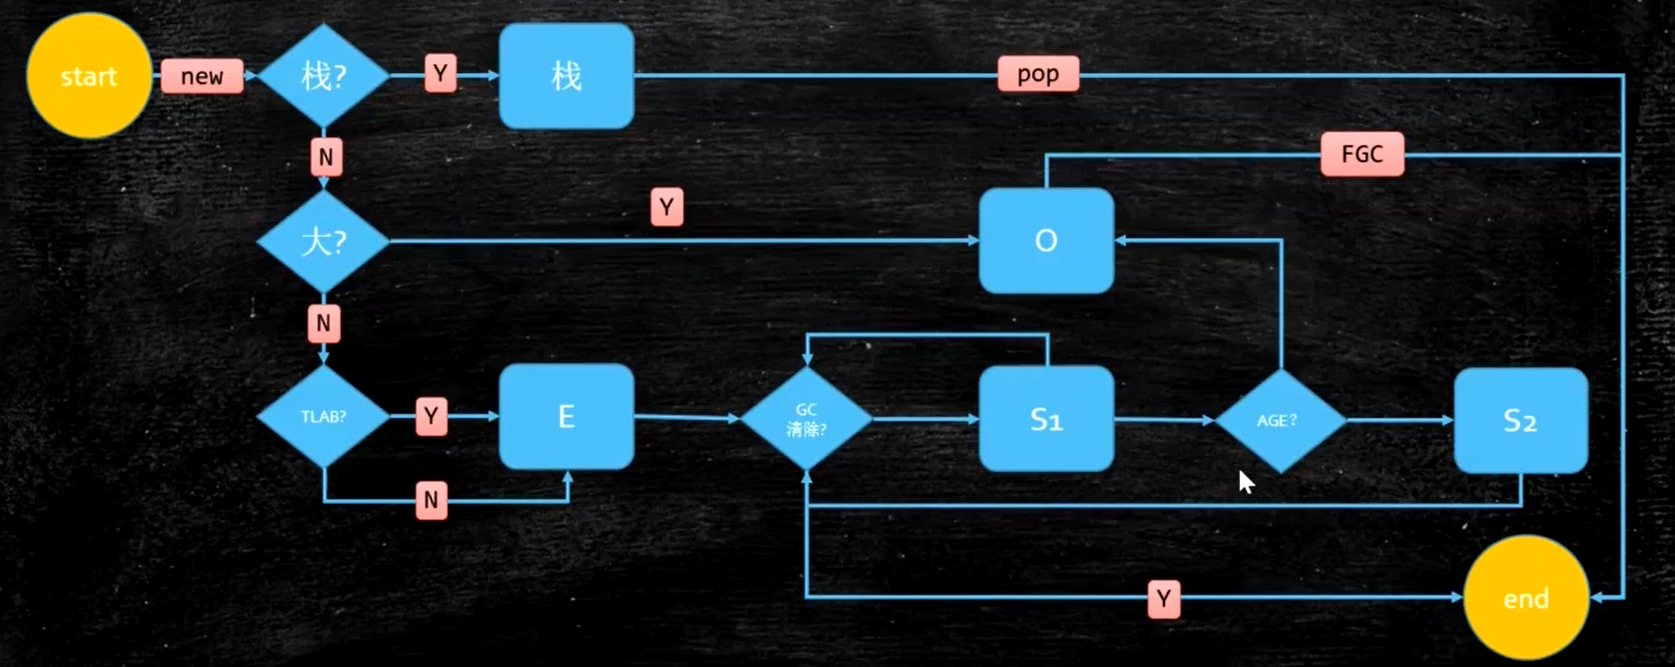 start
new
栈?
Y
栈
pop
N
FGC
Y
大?
O
N
TLAB?
Y
E
GC
清除?
S1
AGE?
S2
N
Y
end